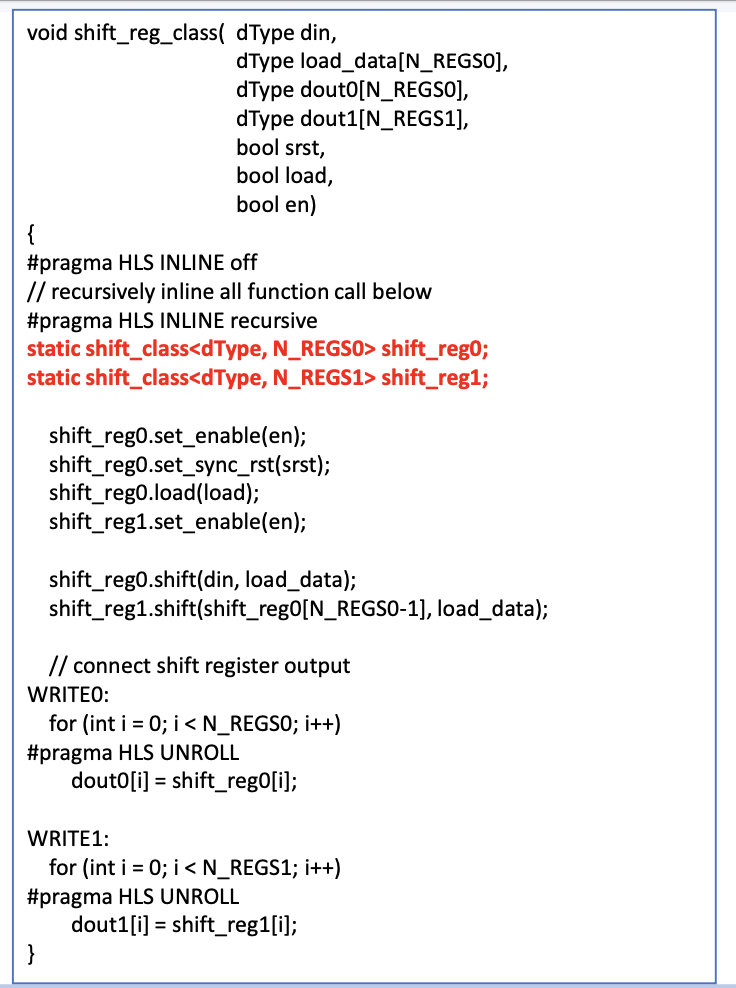 void shift_reg_class( dType din,
dType load_data[N_REGS0],
dType dout0[N_REGS0],
dType dout1[N_REGS1],
bool srst,
bool load,
bool en)
{
#pragma HLS INLINE off
// recursively inline all function call below
#pragma HLS INLINE recursive
static shift_class<dType, N_REGS0> shift_reg0;
static shift_class<dType, N_REGS1> shift_reg1;
shift_reg0.set_enable(en);
shift_reg0.set_sync_rst(srst);
shift_reg0.load(load);
shift_reg1.set_enable(en);
shift_reg0.shift(din, load_data);
shift_reg1.shift(shift_reg0[N_REGS0-1], load_data);
// connect shift register output
WRITE0:
for (int i = 0; i < N_REGS0; i++)
#pragma HLS UNROLL
dout0[i] = shift_reg0[i];
WRITE1:
for (int i = 0; i < N_REGS1; i++)
#pragma HLS UNROLL
dout1[i] = shift_reg1[i];
}